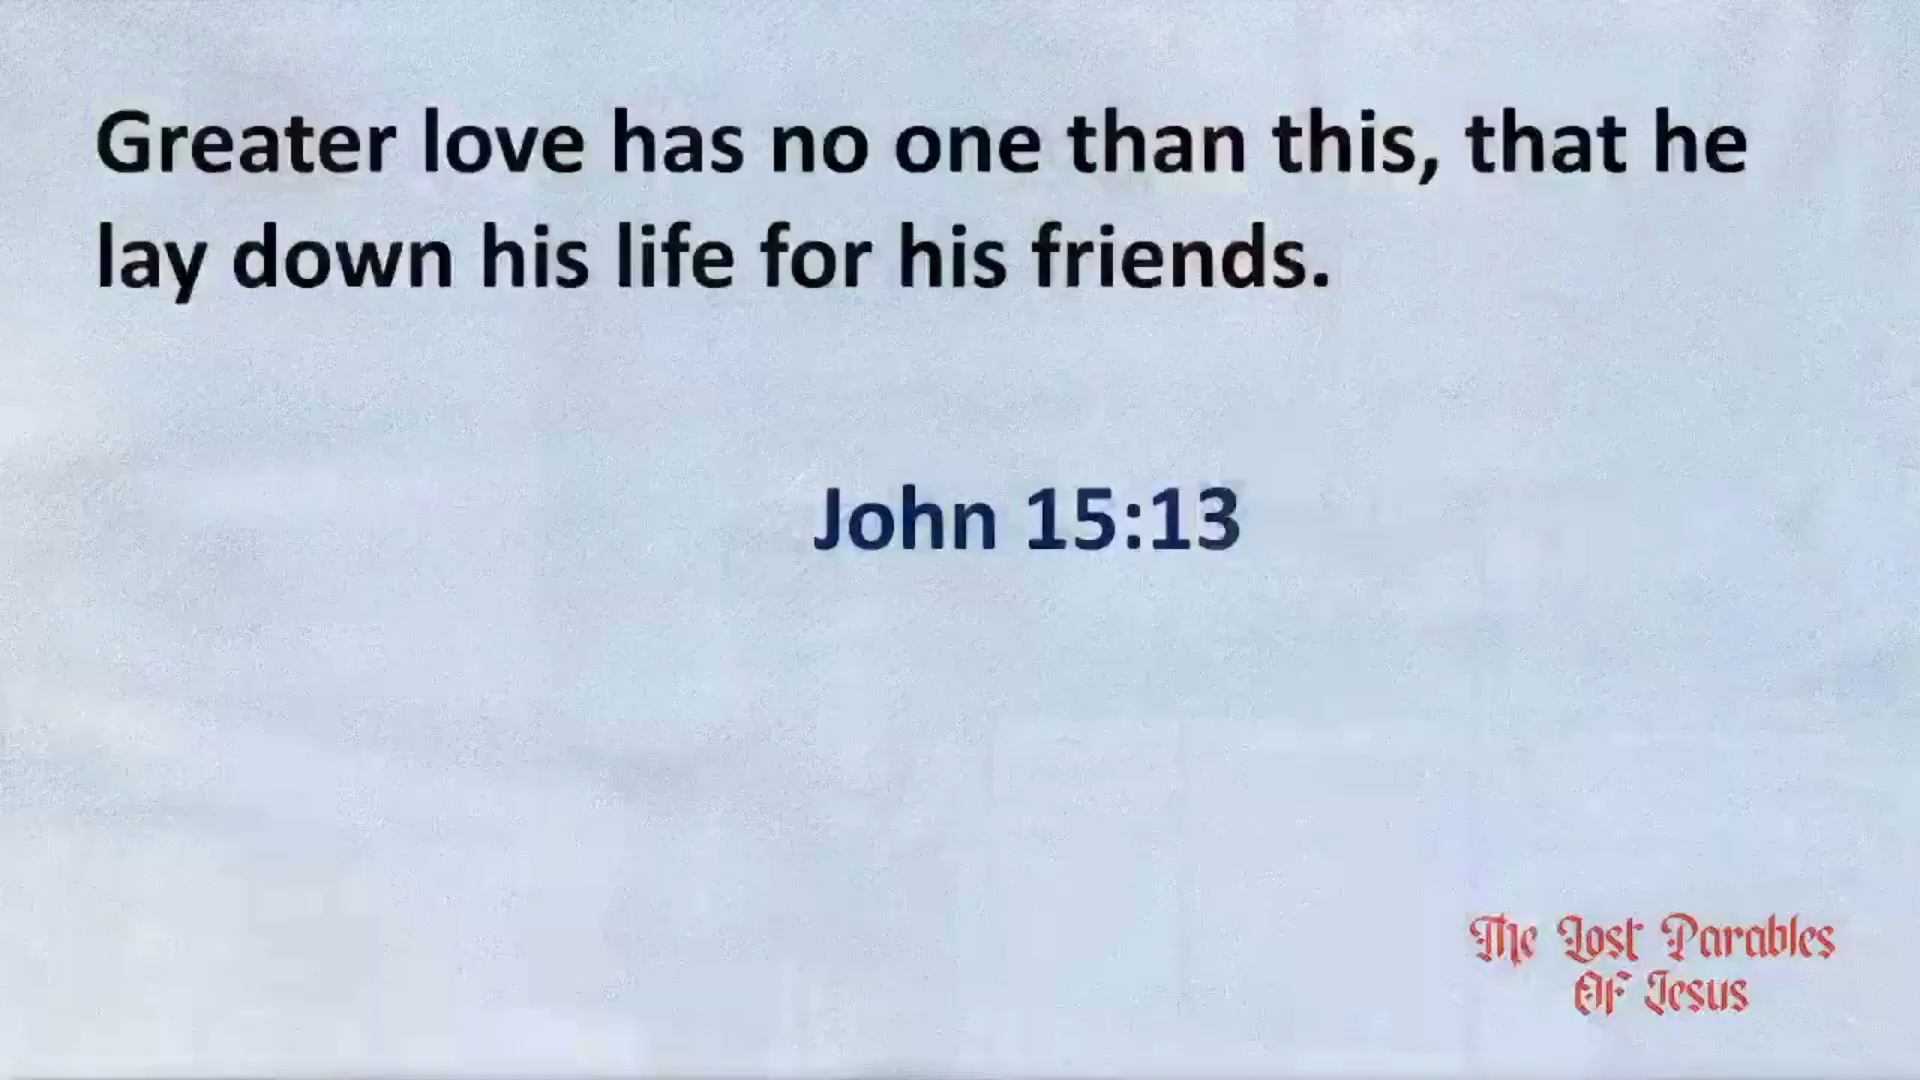 Greater love has no one than this, that he
lay down his life for his friends.
John 15:13
The Lost Parables
Of Jesus